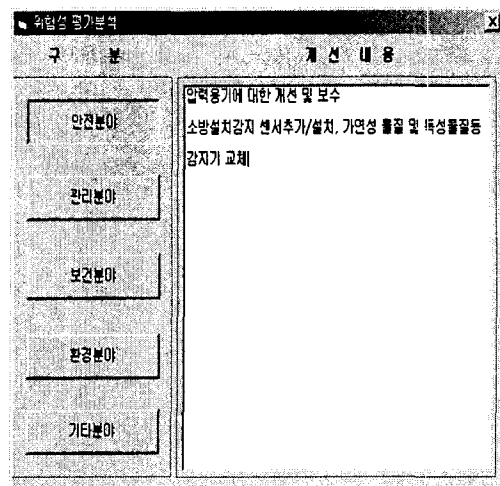 위험성 평가분석
구 분
개 선 내 용
안전분야
관리분야
보건분야
환경분야
기타분야
압력용기에 대한 개선 및 보수
소방설치감지 센서추가/설치, 가연성 물질 및 독성물질등
감지기 교체